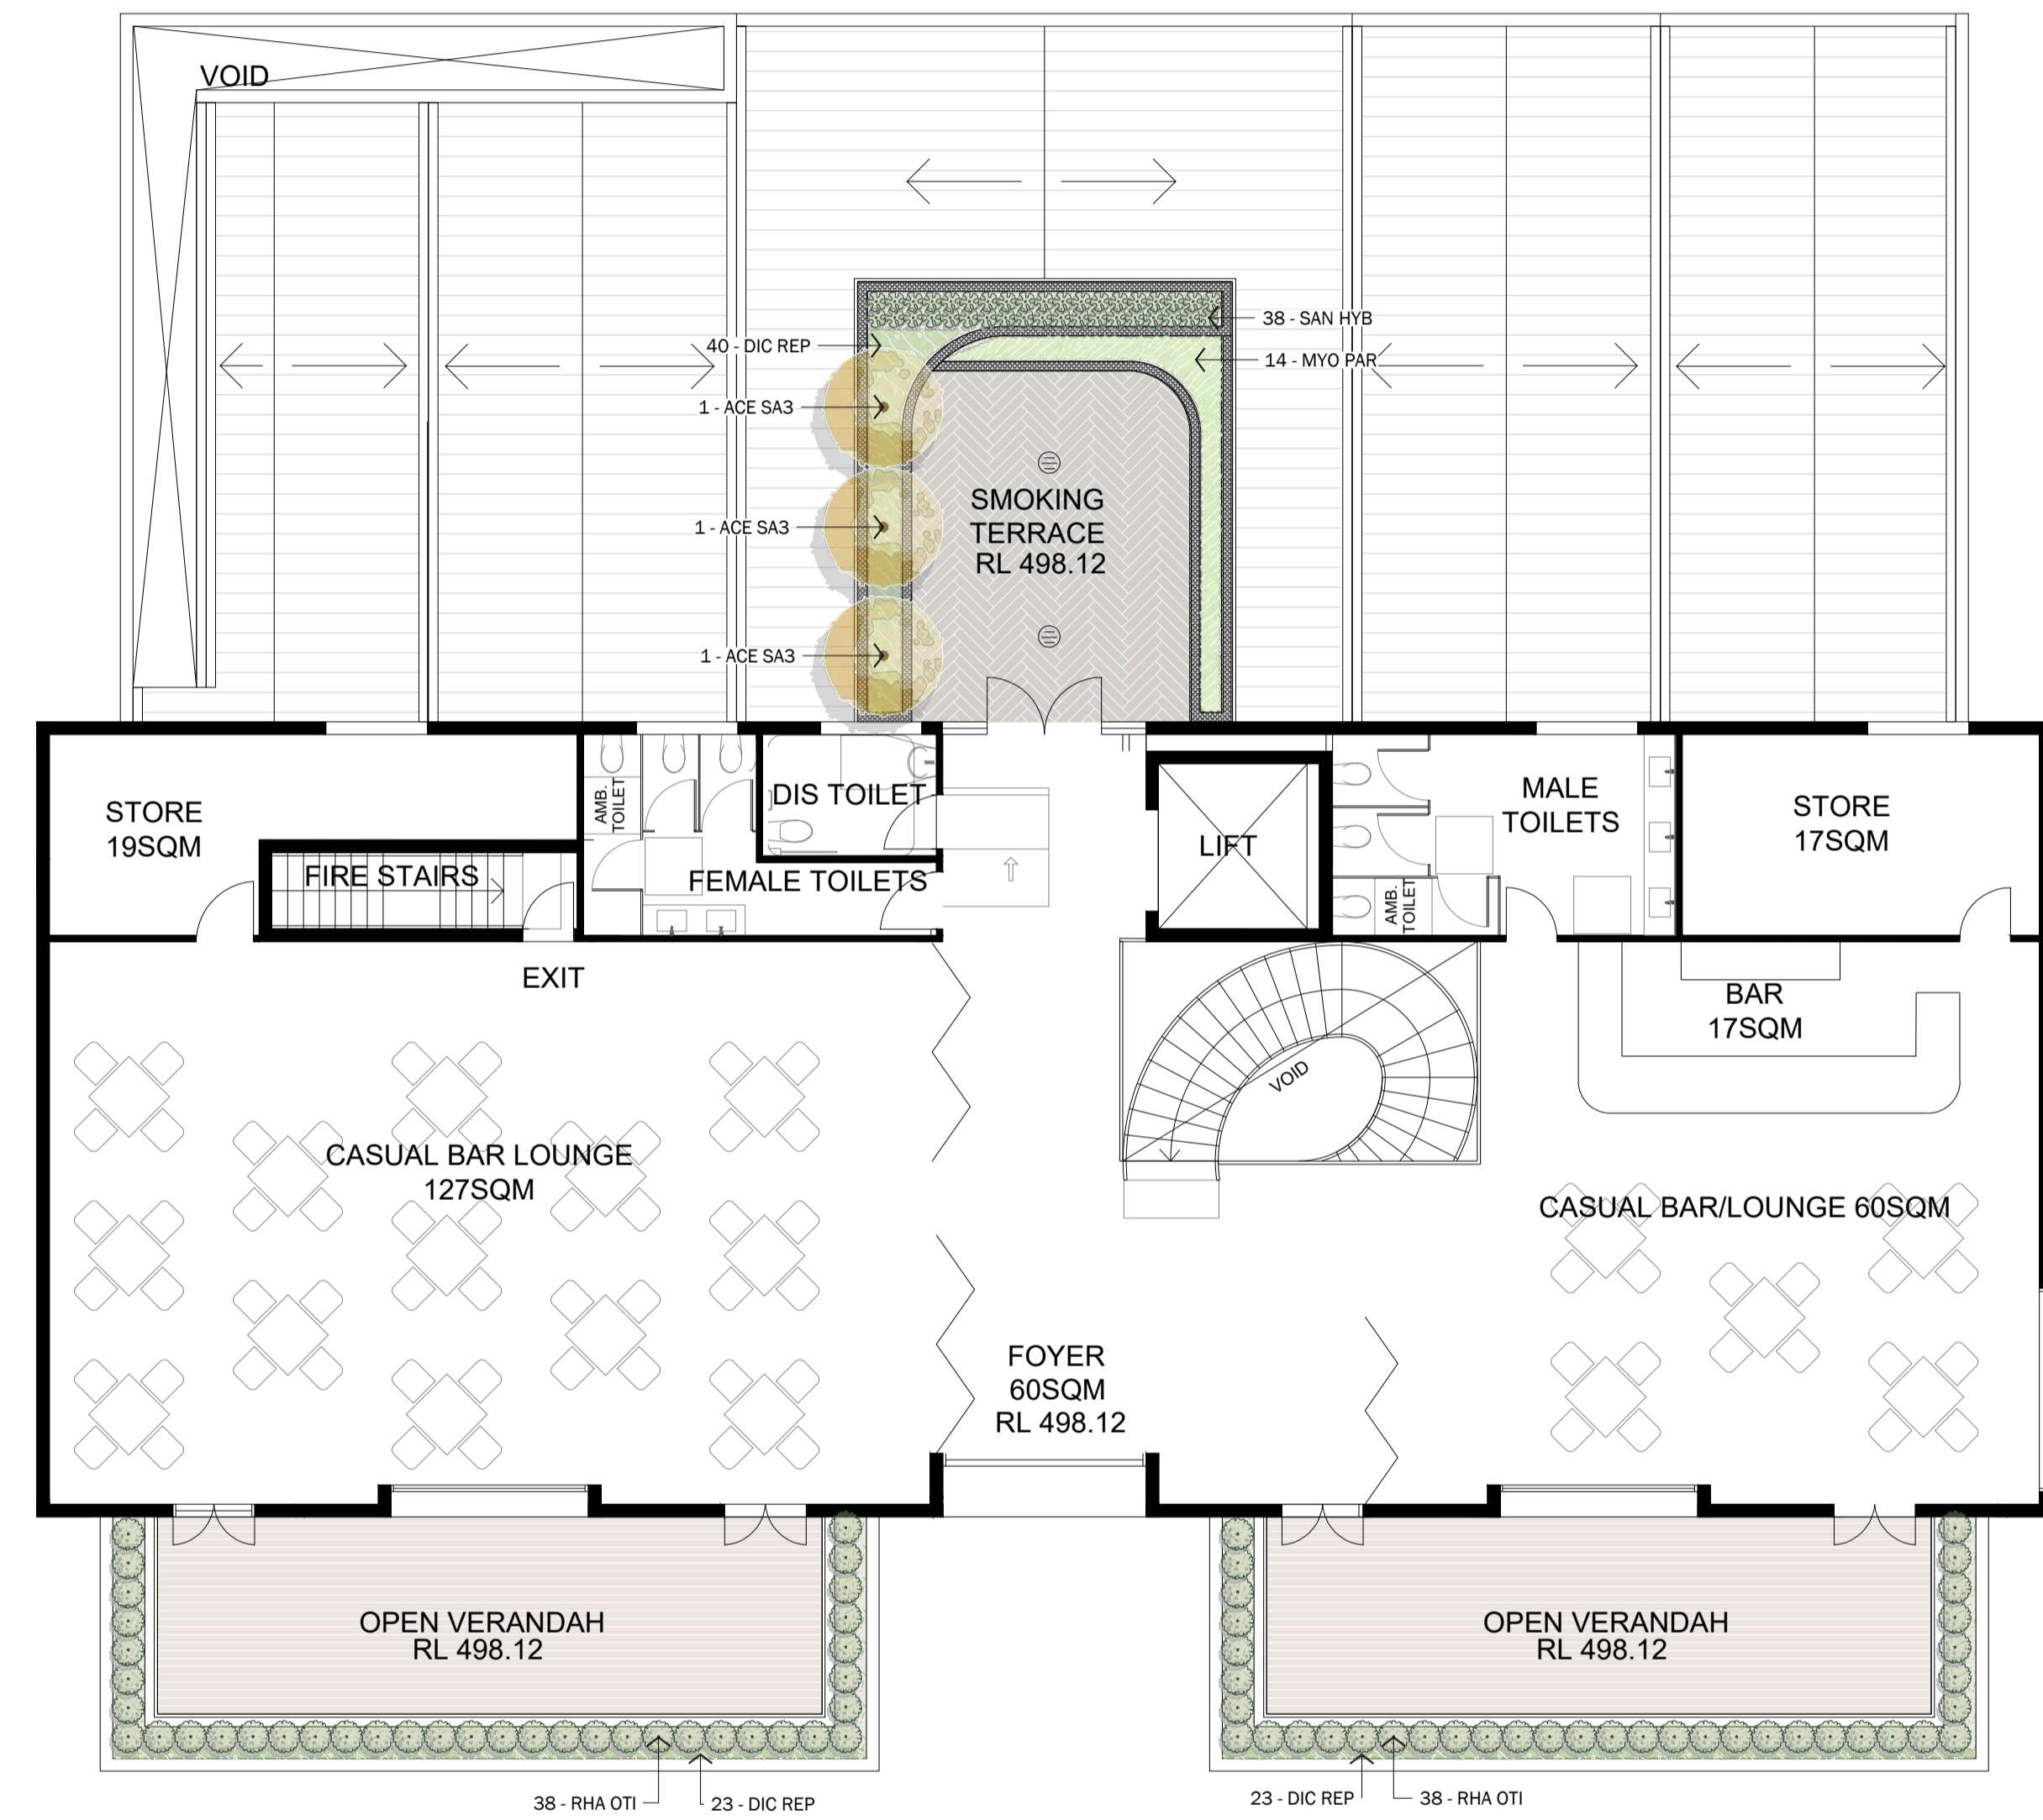 VOID
38 - SAN HYB
40 - DIC REP
14 - MYO PAR
1 - ACE SA3
1 - ACE SA3
1 - ACE SA3
SMOKING
TERRACE
RL 498.12
STORE
19SQM
FIRE STAIRS
AMB.
TOILET
DIS TOILET
FEMALE TOILETS
LIFT
MALE
TOILETS
AMB.
TOILET
STORE
17SQM
EXIT
BAR
17SQM
VOID
CASUAL BAR LOUNGE
127SQM
CASUAL BAR/LOUNGE 60SQM
FOYER
60SQM
RL 498.12
OPEN VERANDAH
RL 498.12
OPEN VERANDAH
RL 498.12
38 - RHA OTI
23 - DIC REP
23 - DIC REP
38 - RHA OTI